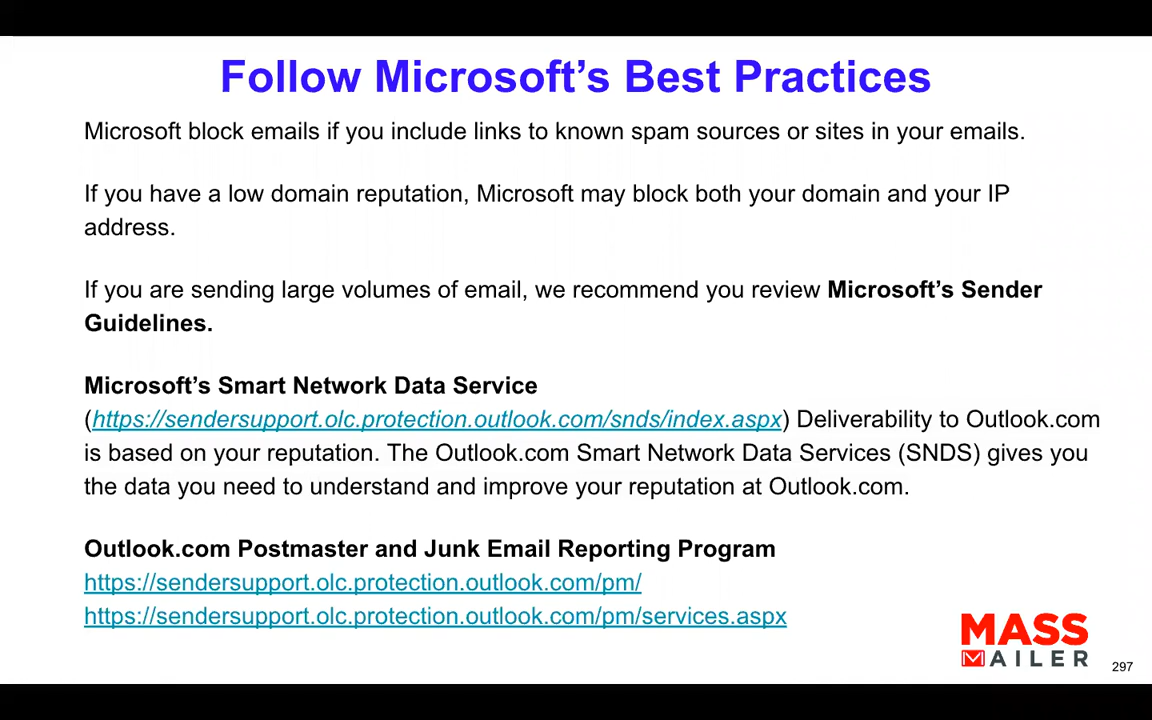 Follow Microsoft's Best Practices
Microsoft block emails if you include links to known spam sources or sites in your emails.
If you have a low domain reputation, Microsoft may block both your domain and your IP
address.
If you are sending large volumes of email, we recommend you review Microsoft's Sender
Guidelines.
Microsoft's Smart Network Data Service
(https://sendersupport.olc.protection.outlook.com/snds/index.aspx) Deliverability to Outlook.com
is based on your reputation. The Outlook.com Smart Network Data Services (SNDS) gives you
the data you need to understand and improve your reputation at Outlook.com.
Outlook.com Postmaster and Junk Email Reporting Program
https://sendersupport.olc.protection.outlook.com/pm/
https://sendersupport.olc.protection.outlook.com/pm/services.aspx
MASS
MAILER
297